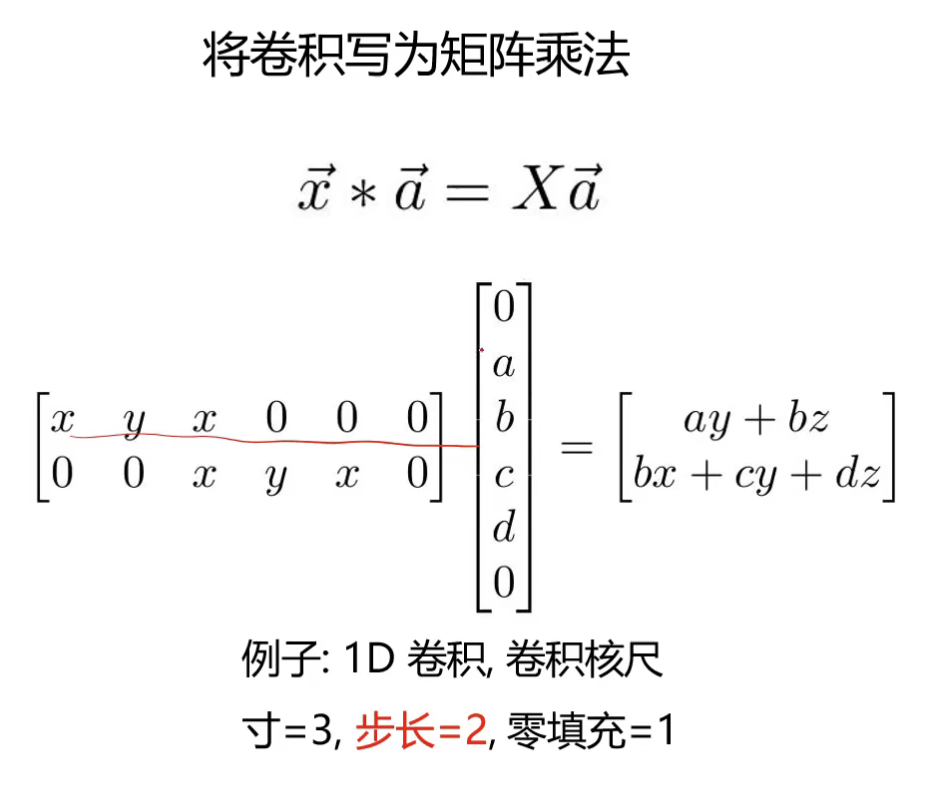 将卷积写为矩阵乘法
$\vec{x} * \vec{a} = X\vec{a}$
$\begin{bmatrix} x & y & x & 0 & 0 & 0 \\ 0 & 0 & x & y & x & 0 \end{bmatrix} \begin{bmatrix} 0 \\ a \\ b \\ c \\ d \\ 0 \end{bmatrix} = \begin{bmatrix} ay + bz \\ bx + cy + dz \end{bmatrix}$
例子: 1D 卷积, 卷积核尺
寸=3, 步长=2, 零填充=1